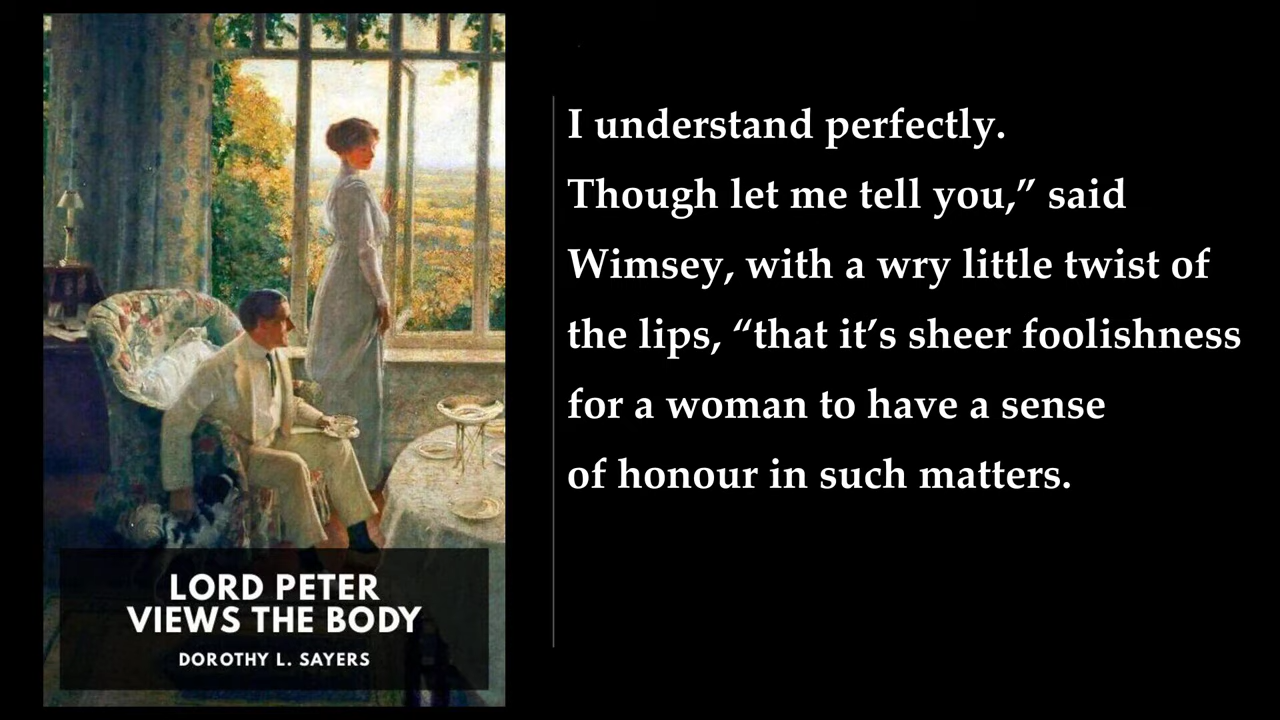 I understand perfectly.
Though let me tell you,” said
Wimsey, with a wry little twist of
the lips, “that it’s sheer foolishness
for a woman to have a sense
of honour in such matters.
LORD PETER
VIEWS THE BODY
DOROTHY L. SAYERS